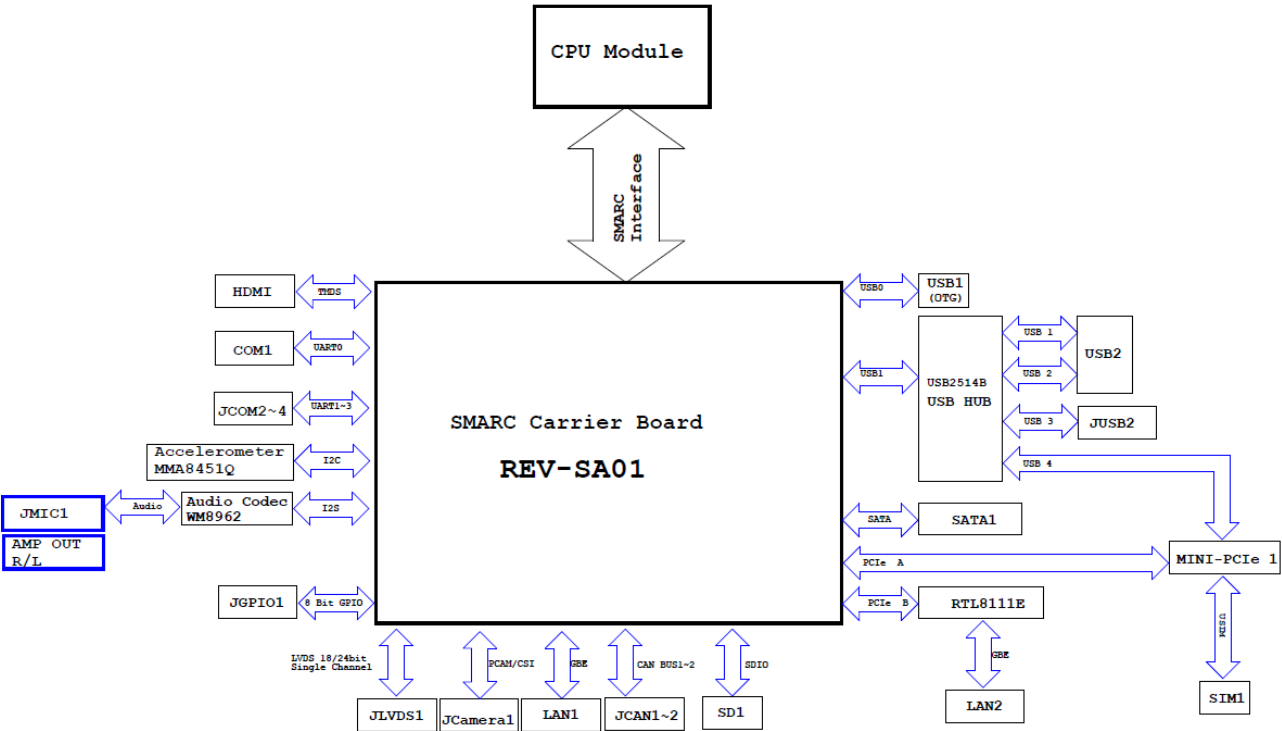 CPU Module
SMARC
Interface
HDMI
TMDS
USB0
USB1
(OTG)
COM1
UART0
USB1
USB2514B
USB HUB
USB 1
USB 2
USB2
JCOM2~4
UART1~3
USB 3
JUSB2
SMARC Carrier Board
REV-SA01
Accelerometer
MMA8451Q
I2C
USB 4
JMIC1
Audio
Audio Codec
WM8962
I2S
AMP OUT
R/L
SATA
SATA1
PCIe A
MINI-PCIe 1
JGPIO1
8 Bit GPIO
PCIe B
RTL8111E
USIM
LVDS 18/24bit
Single Channel
PCAM/CSI
GBE
CAN BUS1~2
SDIO
GBE
JLVDS1
JCamera1
LAN1
JCAN1~2
SD1
LAN2
SIM1